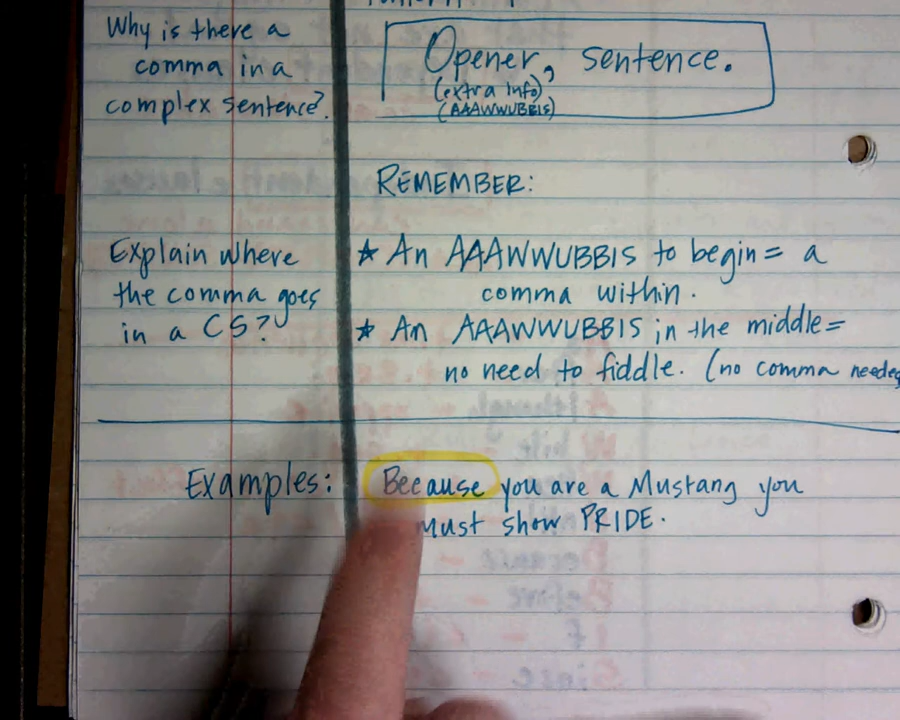 Why is there a
comma in a
complex sentence?
Opener, sentence.
(extra info)
(AAAWWUBBIS)
REMEMBER:
Explain where
the comma goes
in a CS?
★ An AAAWWUBBIS to begin = a
comma within.
★ An AAAWWUBBIS in the middle =
no need to fiddle. (no comma
Examples:
Because you are a Mustang you
must show PRIDE.